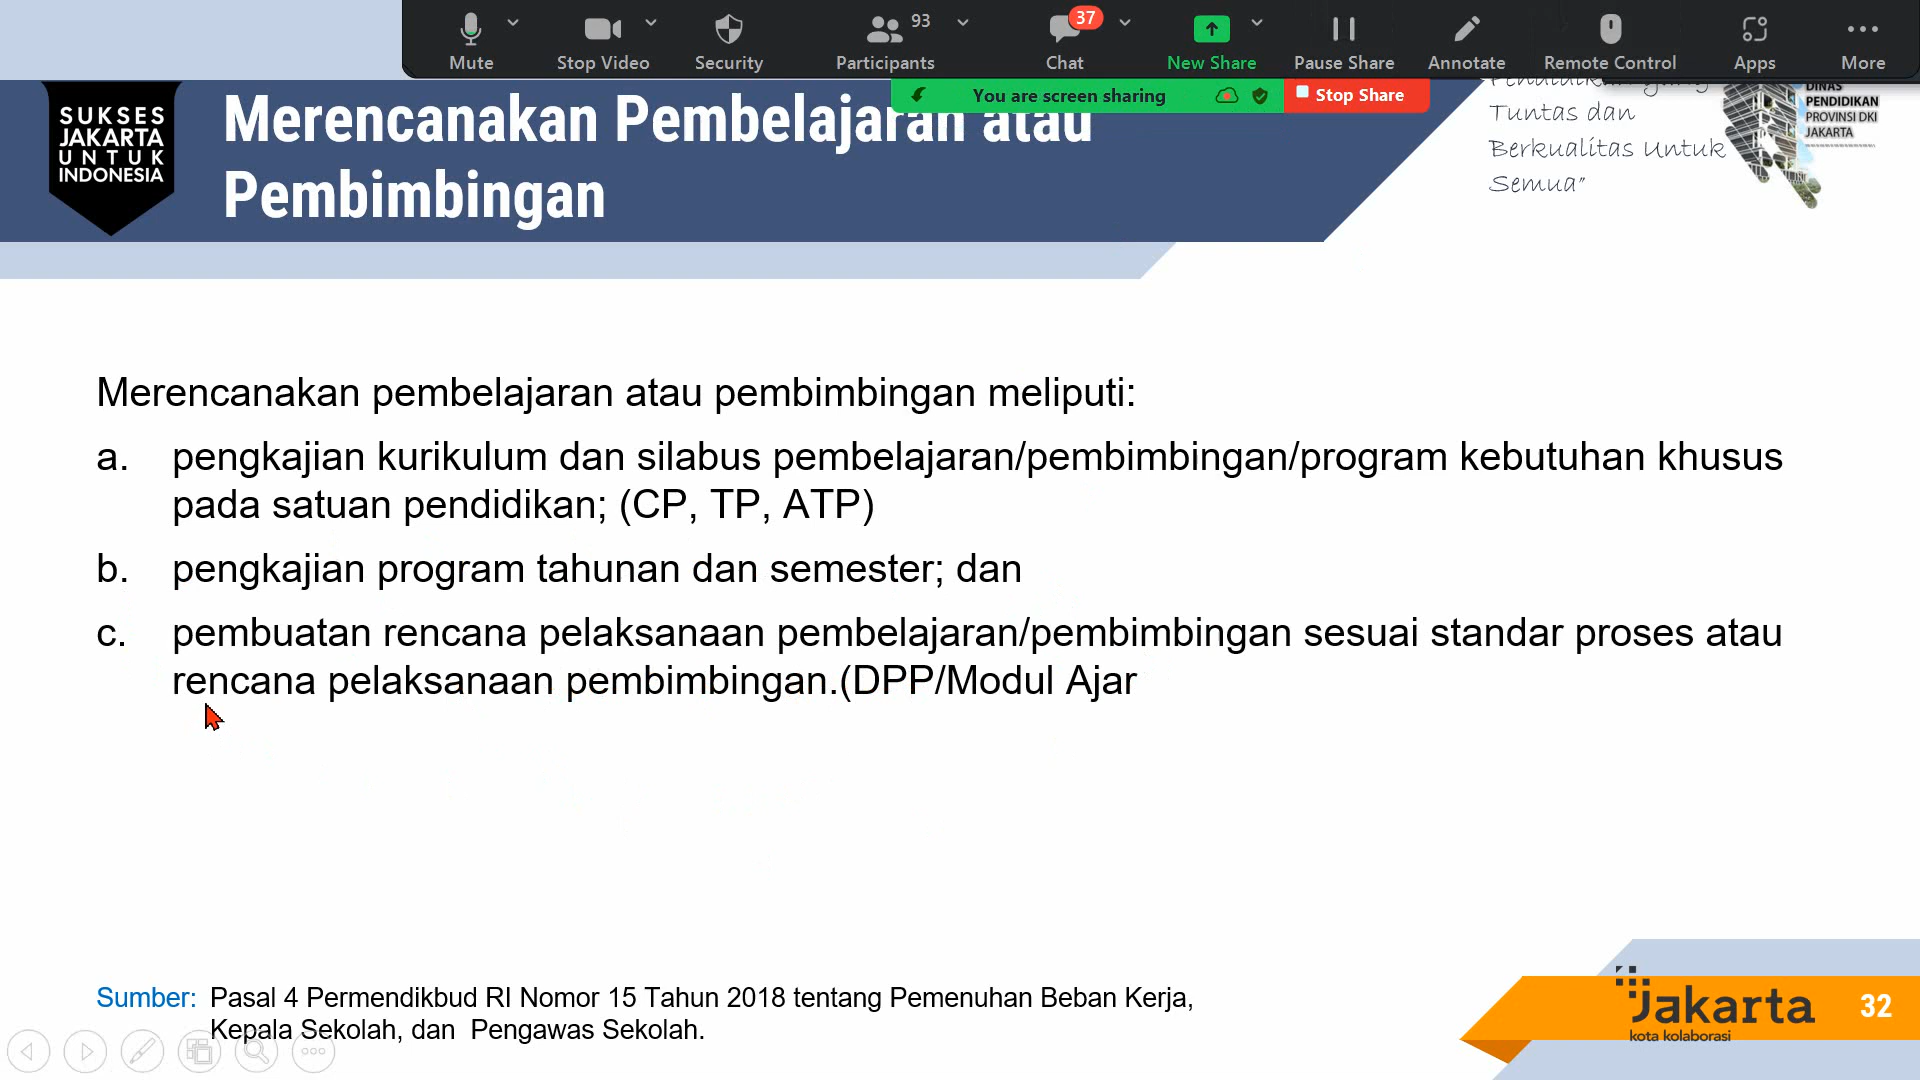 Mute
Stop Video
Security
93
Participants
37
Chat
New Share
Pause Share
Annotate
Remote Control
Apps
More
You are screen sharing
Stop Share
SUKSES
JAKARTA
UNTUK
INDONESIA
Merencanakan Pembelajaran atau
Pembimbingan
Tuntas dan
Berkualitas Untuk
Semua"
DINAS
PENDIDIKAN
PROVINSI DKI
JAKARTA
Merencanakan pembelajaran atau pembimbingan meliputi:
a. pengkajian kurikulum dan silabus pembelajaran/pembimbingan/program kebutuhan khusus
pada satuan pendidikan; (CP, TP, ATP)
b. pengkajian program tahunan dan semester; dan
c. pembuatan rencana pelaksanaan pembelajaran/pembimbingan sesuai standar proses atau
rencana pelaksanaan pembimbingan.(DPP/Modul Ajar
Sumber: Pasal 4 Permendikbud RI Nomor 15 Tahun 2018 tentang Pemenuhan Beban Kerja,
Kepala Sekolah, dan Pengawas Sekolah.
Jakarta
kota kolaborasi
32